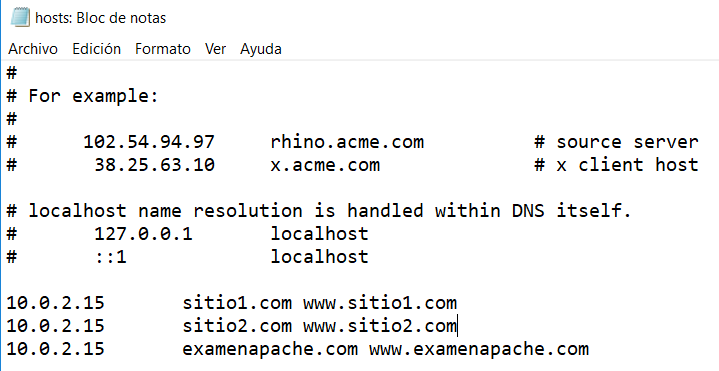 hosts: Bloc de notas
Archivo Edición Formato Ver Ayuda
#
# For example:
#
#      102.54.94.97     rhino.acme.com          # source server
#       38.25.63.10     x.acme.com              # x client host

# localhost name resolution is handled within DNS itself.
#       127.0.0.1       localhost
#       ::1             localhost

10.0.2.15       sitio1.com www.sitio1.com
10.0.2.15       sitio2.com www.sitio2.com
10.0.2.15       examenapache.com www.examenapache.com